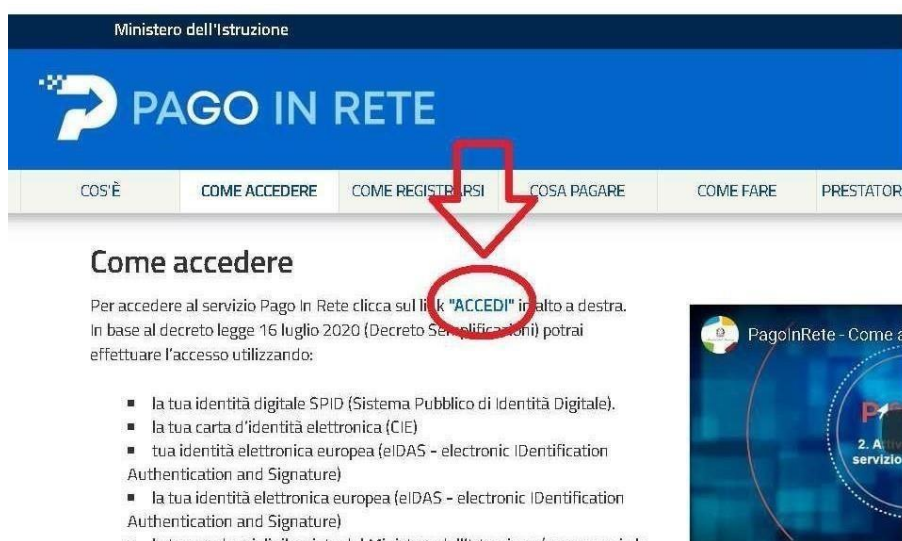 Ministero dell'Istruzione
PAGO IN RETE
COS'È COME ACCEDERE COME REGISTRARSI COSA PAGARE COME FARE PRESTATOR
Come accedere
Per accedere al servizio Pago In Rete clicca sul link "ACCEDI" in alto a destra.
In base al decreto legge 16 luglio 2020 (Decreto Semplificazioni) potrai
effettuare l'accesso utilizzando:
PagoInRete - Come a
▪ la tua identità digitale SPID (Sistema Pubblico di Identità Digitale).
▪ la tua carta d'identità elettronica (CIE)
▪ tua identità elettronica europea (eIDAS - electronic IDentification
Authentication and Signature)
▪ la tua identità elettronica europea (eIDAS - electronic IDentification
Authentication and Signature)
servizio